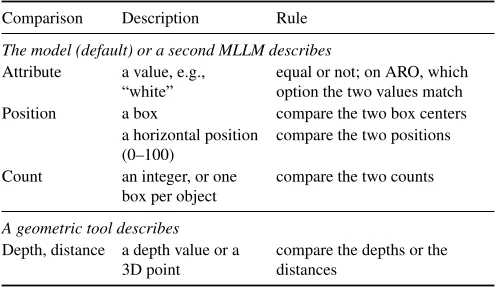 Comparison Description Rule
The model (default) or a second MLLM describes
Attribute a value, e.g., equal or not; on ARO, which
“white” option the two values match
Position a box compare the two box centers
a horizontal position compare the two positions
(0–100)
Count an integer, or one compare the two counts
box per object
A geometric tool describes
Depth, distance a depth value or a compare the depths or the
3D point distances